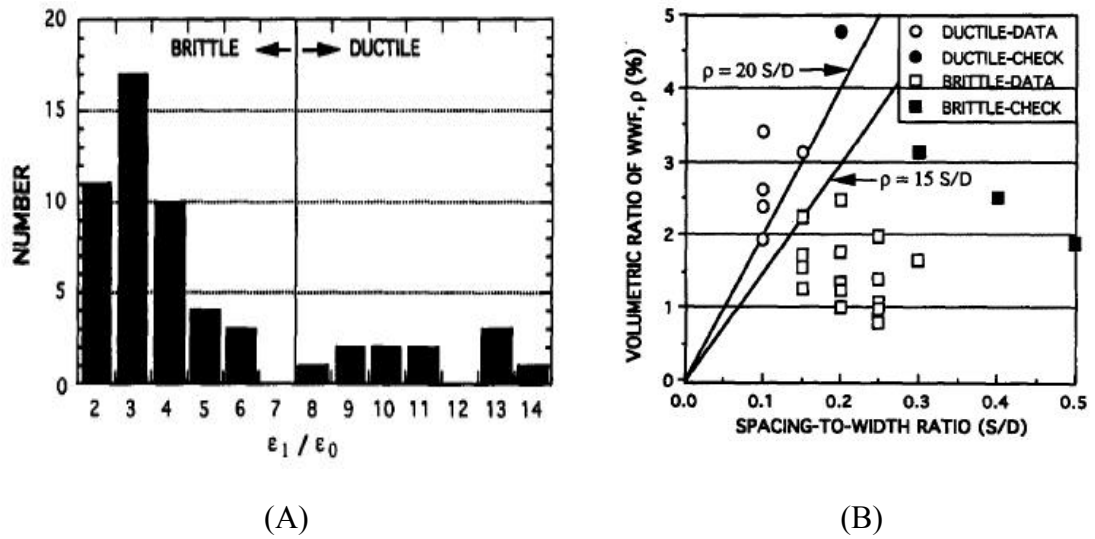 20
15
10
5
0
NUMBER
BRITTLE ← → DUCTILE
2 3 4 5 6 7 8 9 10 11 12 13 14
ε1 / ε0
(A)
5
4
3
2
1
0
VOLUMETRIC RATIO OF WWF, ρ (%)
ρ = 20 S/D
ρ = 15 S/D
DUCTILE-DATA
DUCTILE-CHECK
BRITTLE-DATA
BRITTLE-CHECK
0.0 0.1 0.2 0.3 0.4 0.5
SPACING-TO-WIDTH RATIO (S/D)
(B)